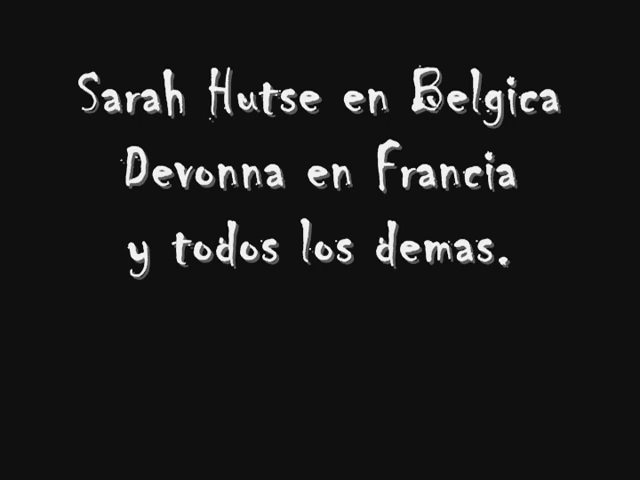 Sarah Hutse en Belgica
Devonna en Francia
y todos los demas.